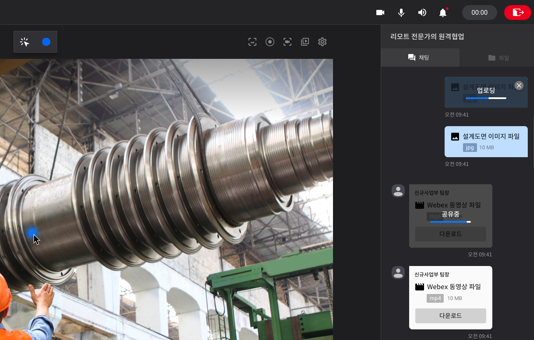 00:00
리모트 전문가의 원격협업
채팅
파일
업로딩
오전 09:41
설계도면 이미지 파일
jpg 10 MB
오전 09:41
신규사업부 팀장
Webex 동영상 파일
공유중
다운로드
오전 09:41
신규사업부 팀장
Webex 동영상 파일
mp4 10 MB
다운로드
오전 09:41